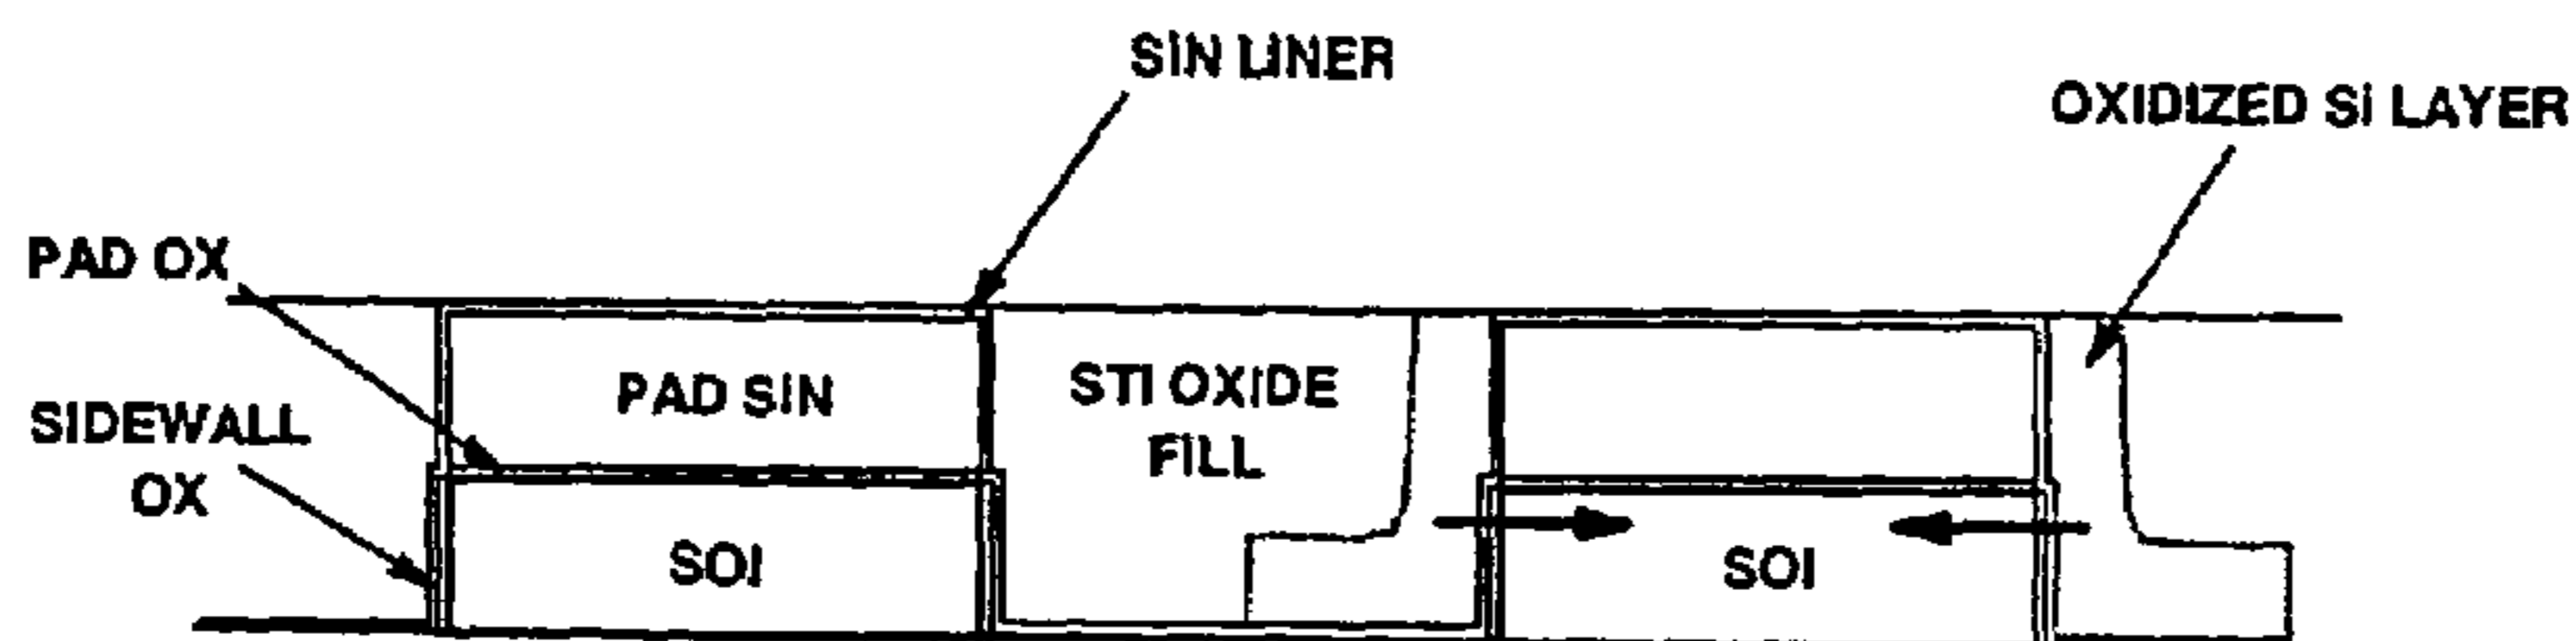 SIN LINER
OXIDIZED SI LAYER
PAD OX
PAD SIN
STI OXIDE
FILL
SIDEWALL
OX
SOI
SOI